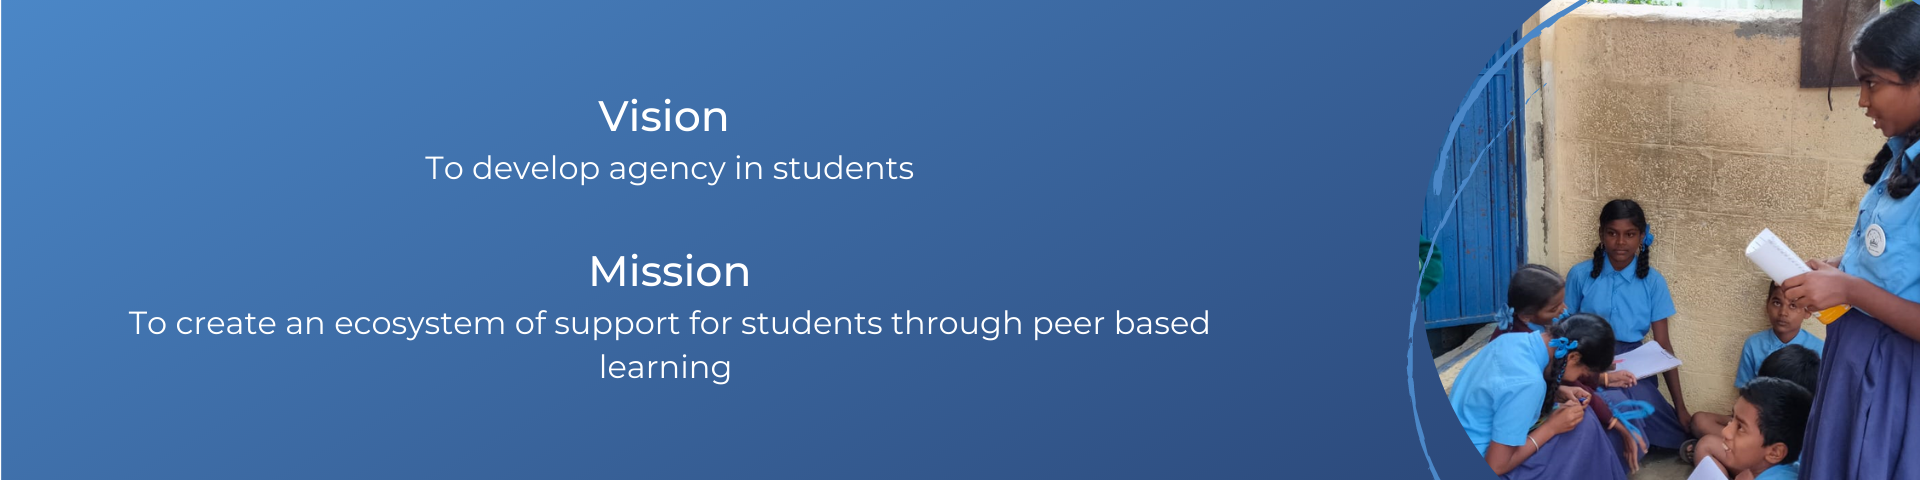 Vision
To develop agency in students
Mission
To create an ecosystem of support for students through peer based
learning